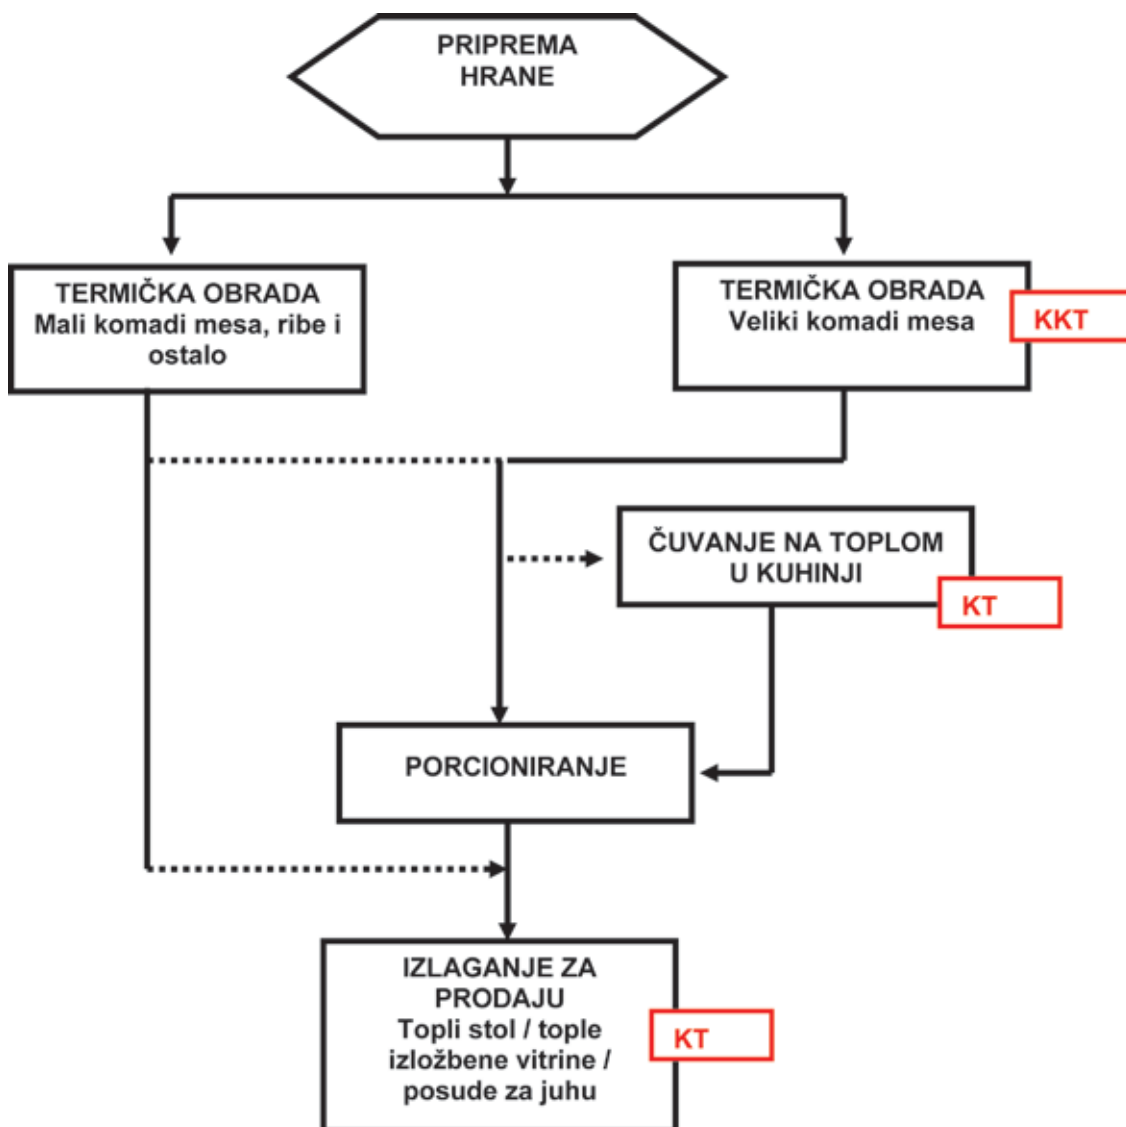 PRIPREMA
HRANE
TERMIČKA OBRADA
Mali komadi mesa, ribe i
ostalo
TERMIČKA OBRADA
Veliki komadi mesa
KKT
ČUVANJE NA TOPLOM
U KUHINJI
KT
PORCIONIRANJE
IZLAGANJE ZA
PRODAJU
Topli stol / tople
izložbene vitrine /
posude za juhu
KT